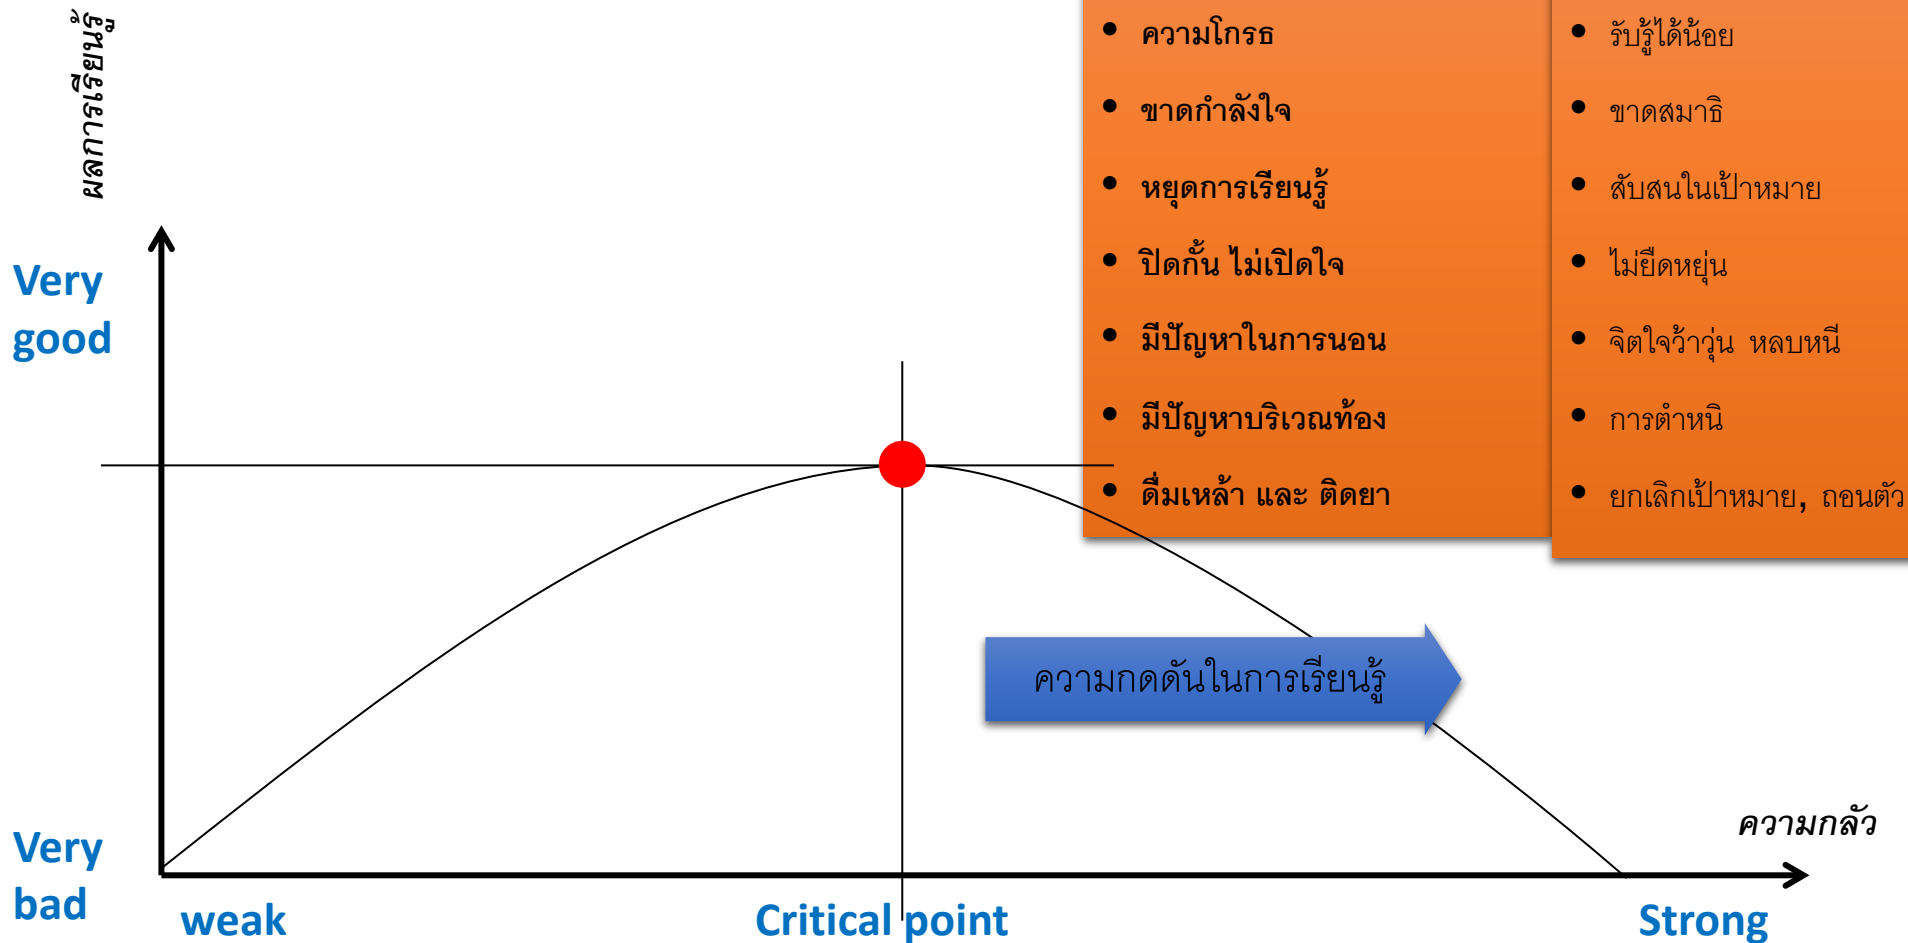 ผลการเรียนรู้
Very
good
Very
bad
weak
Critical point
Strong
ความกลัว
ความกดดันในการเรียนรู้
• ความโกรธ
• ขาดกำลังใจ
• หยุดการเรียนรู้
• ปิดกั้น ไม่เปิดใจ
• มีปัญหาในการนอน
• มีปัญหาบริเวณท้อง
• ดื่มเหล้า และ ติดยา
• รับรู้ได้น้อย
• ขาดสมาธิ
• สับสนในเป้าหมาย
• ไม่ยืดหยุ่น
• จิตใจว้าวุ่น หลบหนี
• การตำหนิ
• ยกเลิกเป้าหมาย, ถอนตัว